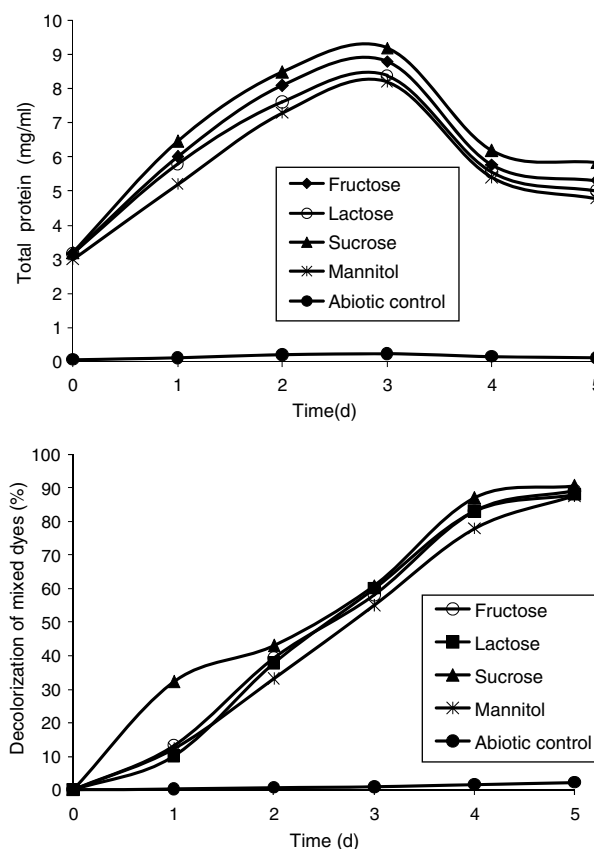 10
9
8
7
6
5
4
3
2
1
0
Total protein (mg/ml)
Fructose
Lactose
Sucrose
Mannitol
Abiotic control
0 1 2 3 4 5
Time(d)
100
90
80
70
60
50
40
30
20
10
0
Decolorization of mixed dyes (%)
Fructose
Lactose
Sucrose
Mannitol
Abiotic control
0 1 2 3 4 5
Time (d)